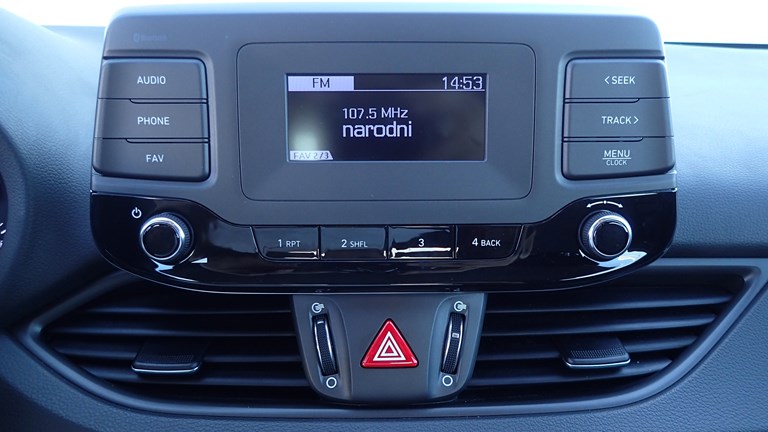 AUDIO
PHONE
FAV
FM 14:53
107.5 MHz
narodni
FAV 2/3
< SEEK
TRACK >
MENU
CLOCK
1 RPT
2 SHFL
3
4 BACK